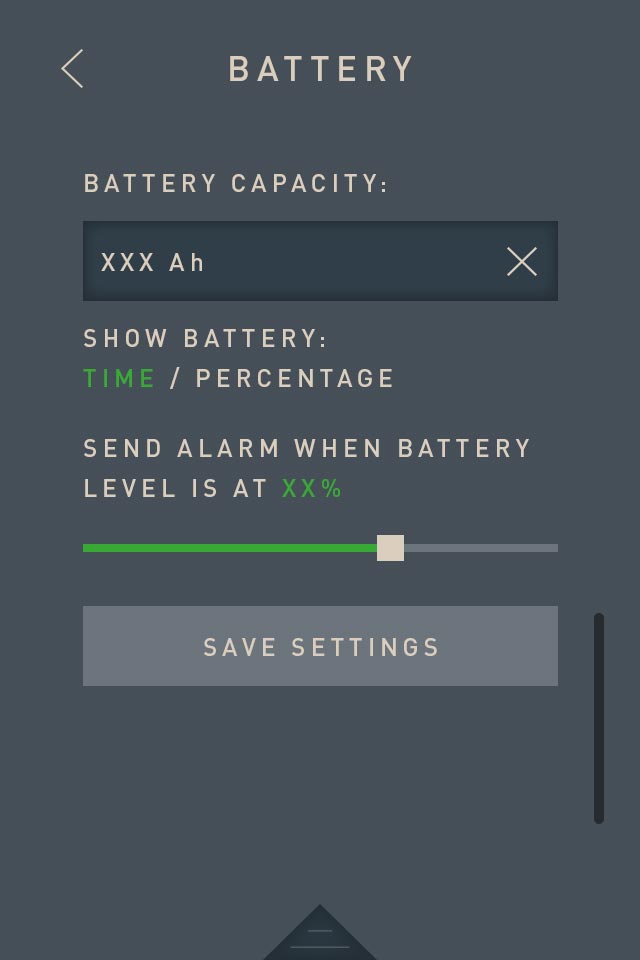 BATTERY
BATTERY CAPACITY:
XXX Ah
SHOW BATTERY:
TIME / PERCENTAGE
SEND ALARM WHEN BATTERY
LEVEL IS AT XX%
SAVE SETTINGS